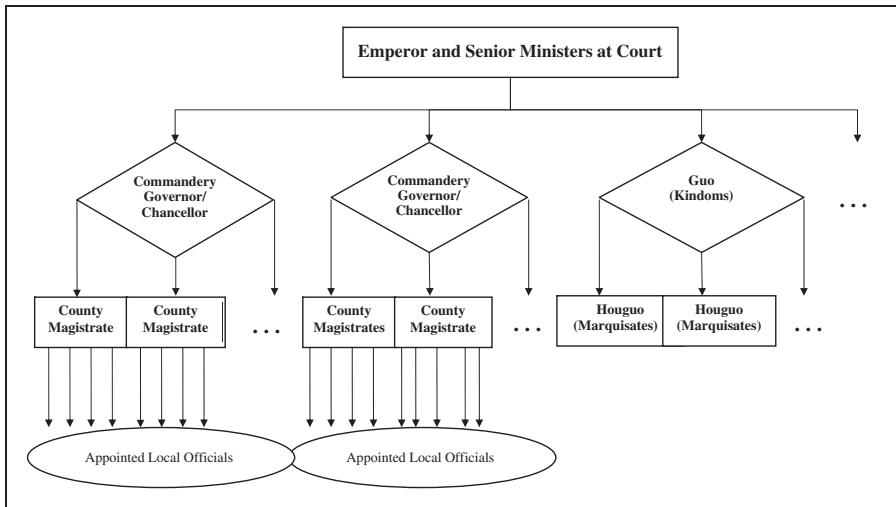 Emperor and Senior Ministers at Court
Commandery
Governor/
Chancellor
Commandery
Governor/
Chancellor
Guo
(Kindoms)
...
County
Magistrate
County
Magistrate
...
County
Magistrates
County
Magistrate
...
Houguo
(Marquisates)
Houguo
(Marquisates)
...
Appointed Local Officials
Appointed Local Officials